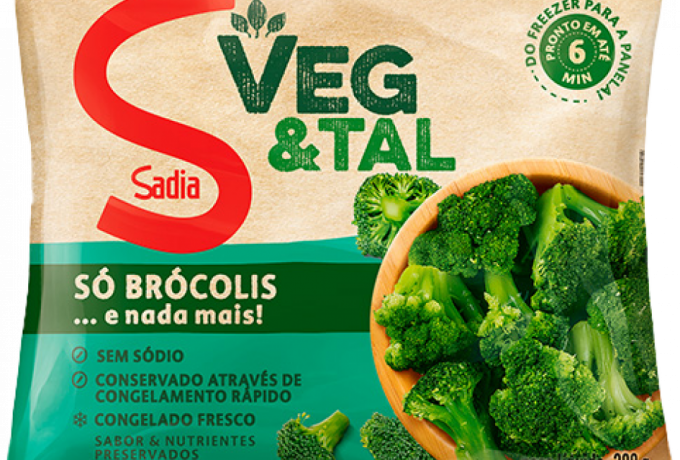 DO FREEZER PARA A PANELA!
PRONTO EM ATÉ
6
MIN
S
VEG
&TAL
Sadia
SÓ BRÓCOLIS
... e nada mais!
SEM SÓDIO
CONSERVADO ATRAVÉS DE
CONGELAMENTO RÁPIDO
CONGELADO FRESCO
SABOR & NUTRIENTES
PRESERVADOS